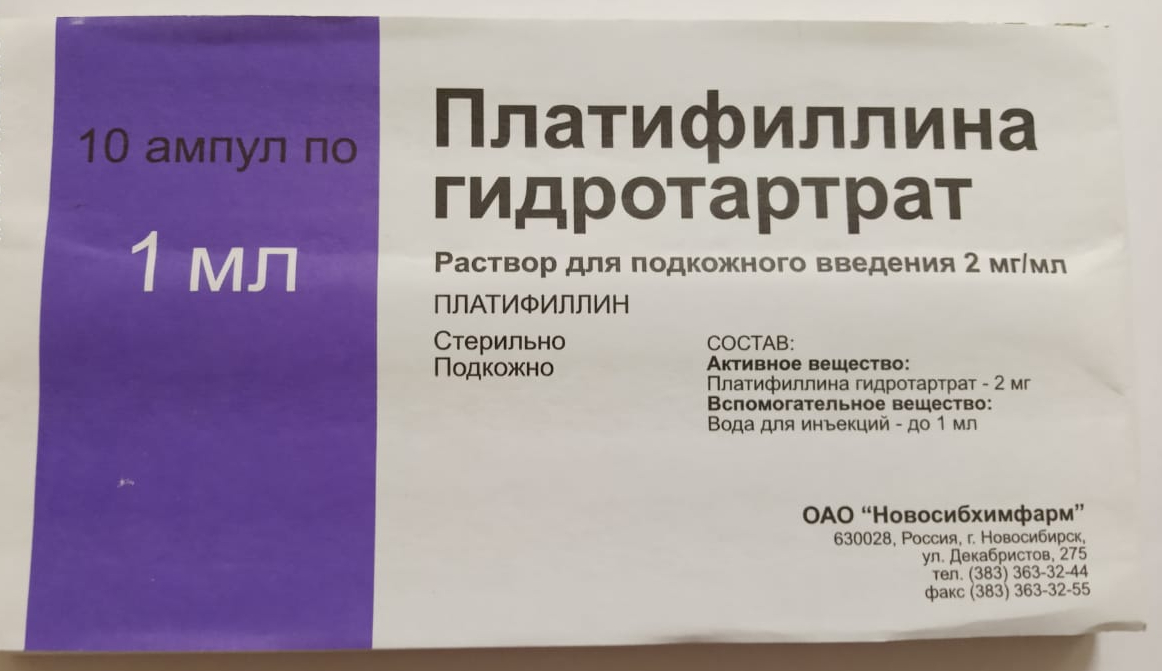 10 ампул по
1 мл
Платифиллина
гидротартрат
Раствор для подкожного введения 2 мг/мл
ПЛАТИФИЛЛИН
Стерильно
Подкожно
СОСТАВ:
Активное вещество:
Платифиллина гидротартрат - 2 мг
Вспомогательное вещество:
Вода для инъекций - до 1 мл
ОАО “Новосибхимфарм”
630028, Россия, г. Новосибирск,
ул. Декабристов, 275
тел. (383) 363-32-44
факс (383) 363-32-55